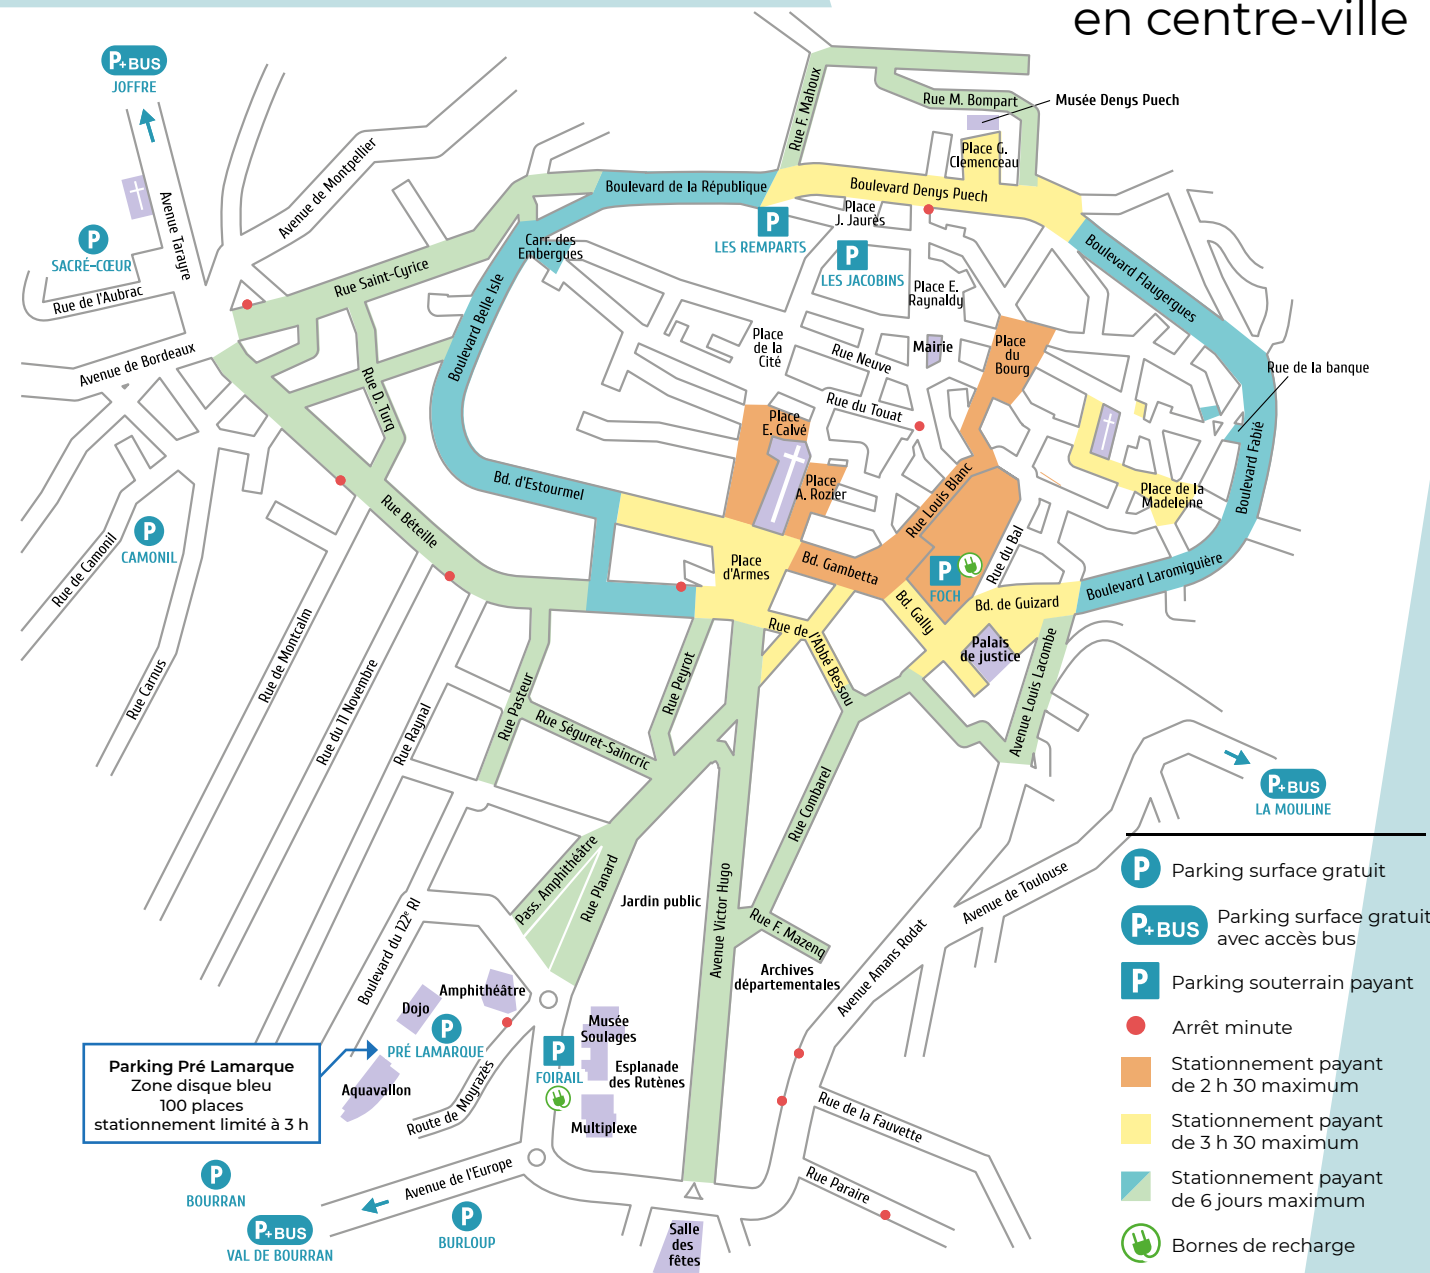 en centre-ville
P+BUS
JOFFRE
Avenue Tarayre
Avenue de Montpellier
P
SACRÉ-CŒUR
Rue de l'Aubrac
Rue Saint-Cyrice
Avenue de Bordeaux
Rue D. Turq
Rue Béteille
P
CAMONIL
Rue de Camonil
Rue Carnus
Rue de Montcalm
Rue du 11 Novembre
Rue Raynal
Rue Pasteur
Rue Séguret-Saincric
Rue Peyrot
Rue F. Mahoux
Rue M. Bompart
Musée Denys Puech
Place G.
Clemenceau
Boulevard de la République
Boulevard Denys Puech
Place
J. Jaurès
P
LES REMPARTS
P
LES JACOBINS
Carr. des
Embergues
Boulevard Belle Isle
Bd. d'Estourmel
Boulevard Flaugergues
Place E.
Raynaldy
Place
de la
Cité
Rue Neuve
Mairie
Place
du
Bourg
Rue de la banque
Rue du Touat
Place
E. Calvé
Place
A. Rozier
Rue Louis Blanc
Place de la
Madeleine
Boulevard Fabié
Boulevard Laromiguière
Place
d'Armes
Bd. Gambetta
P
FOCH
Rue du Bal
Bd. Gally
Bd. de Guizard
Palais
de justice
Rue de l'Abbé Bessou
Avenue Louis Lacombe
P+BUS
LA MOULINE
Rue Combarel
Avenue de Toulouse
Pass. Amphithéâtre
Rue Planard
Jardin public
Avenue Victor Hugo
Rue F. Mazenq
Archives
départementales
Avenue Amans Rodat
Boulevard du 122e RI
Amphithéâtre
Dojo
P
PRÉ LAMARQUE
Parking Pré Lamarque
Zone disque bleu
100 places
stationnement limité à 3 h
Aquavallon
Route de Moyrazès
P
FOIRAIL
Musée
Soulages
Esplanade
des Rutènes
Multiplexe
Rue de la Fauvette
Rue Paraire
Avenue de l'Europe
P
BOURRAN
P+BUS
VAL DE BOURRAN
P
BURLOUP
Salle
des
fêtes
P
Parking surface gratuit
P+BUS
Parking surface gratuit
avec accès bus
P
Parking souterrain payant
Arrêt minute
Stationnement payant
de 2 h 30 maximum
Stationnement payant
de 3 h 30 maximum
Stationnement payant
de 6 jours maximum
Bornes de recharge